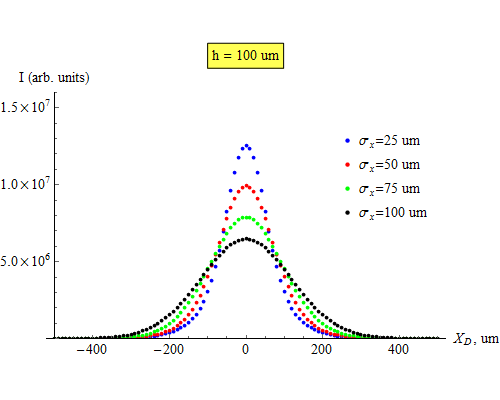 h = 100 um
I (arb. units)
1.5×10⁷
1.0×10⁷
5.0×10⁶
σₓ=25 um
σₓ=50 um
σₓ=75 um
σₓ=100 um
−400 −200 0 200 400
X_D, um